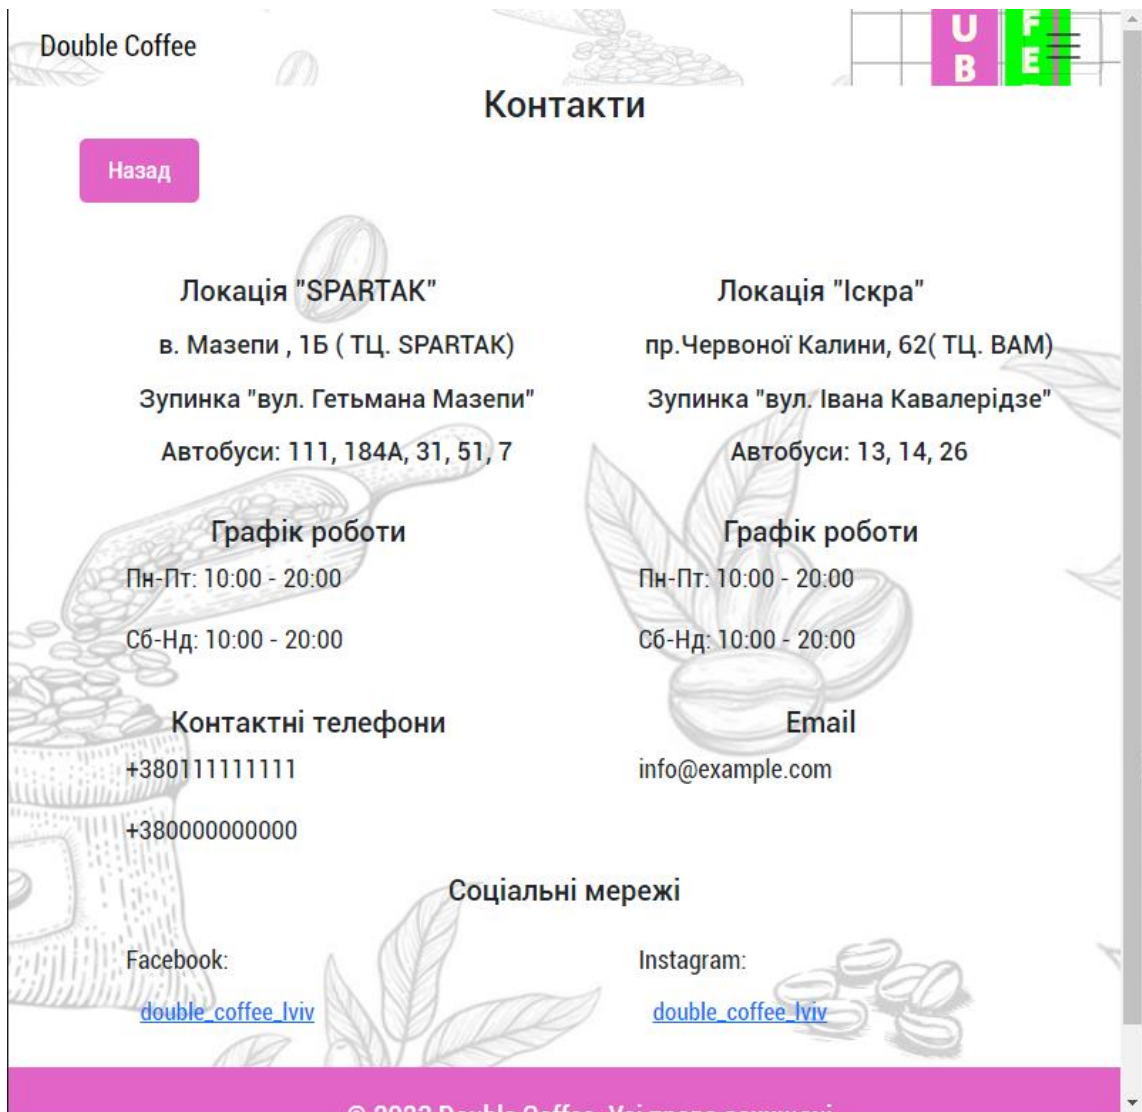 Double Coffee
U
B
F
E
Контакти
Назад
Локація "SPARTAK"
в. Мазепи , 1Б ( ТЦ. SPARTAK)
Зупинка "вул. Гетьмана Мазепи"
Автобуси: 111, 184А, 31, 51, 7
Локація "Іскра"
пр.Червоної Калини, 62( ТЦ. ВАМ)
Зупинка "вул. Івана Кавалерідзе"
Автобуси: 13, 14, 26
Графік роботи
Пн-Пт: 10:00 - 20:00
Сб-Нд: 10:00 - 20:00
Графік роботи
Пн-Пт: 10:00 - 20:00
Сб-Нд: 10:00 - 20:00
Контактні телефони
+380111111111
+380000000000
Email
info@example.com
Соціальні мережі
Facebook:
double_coffee_lviv
Instagram:
double_coffee_lviv